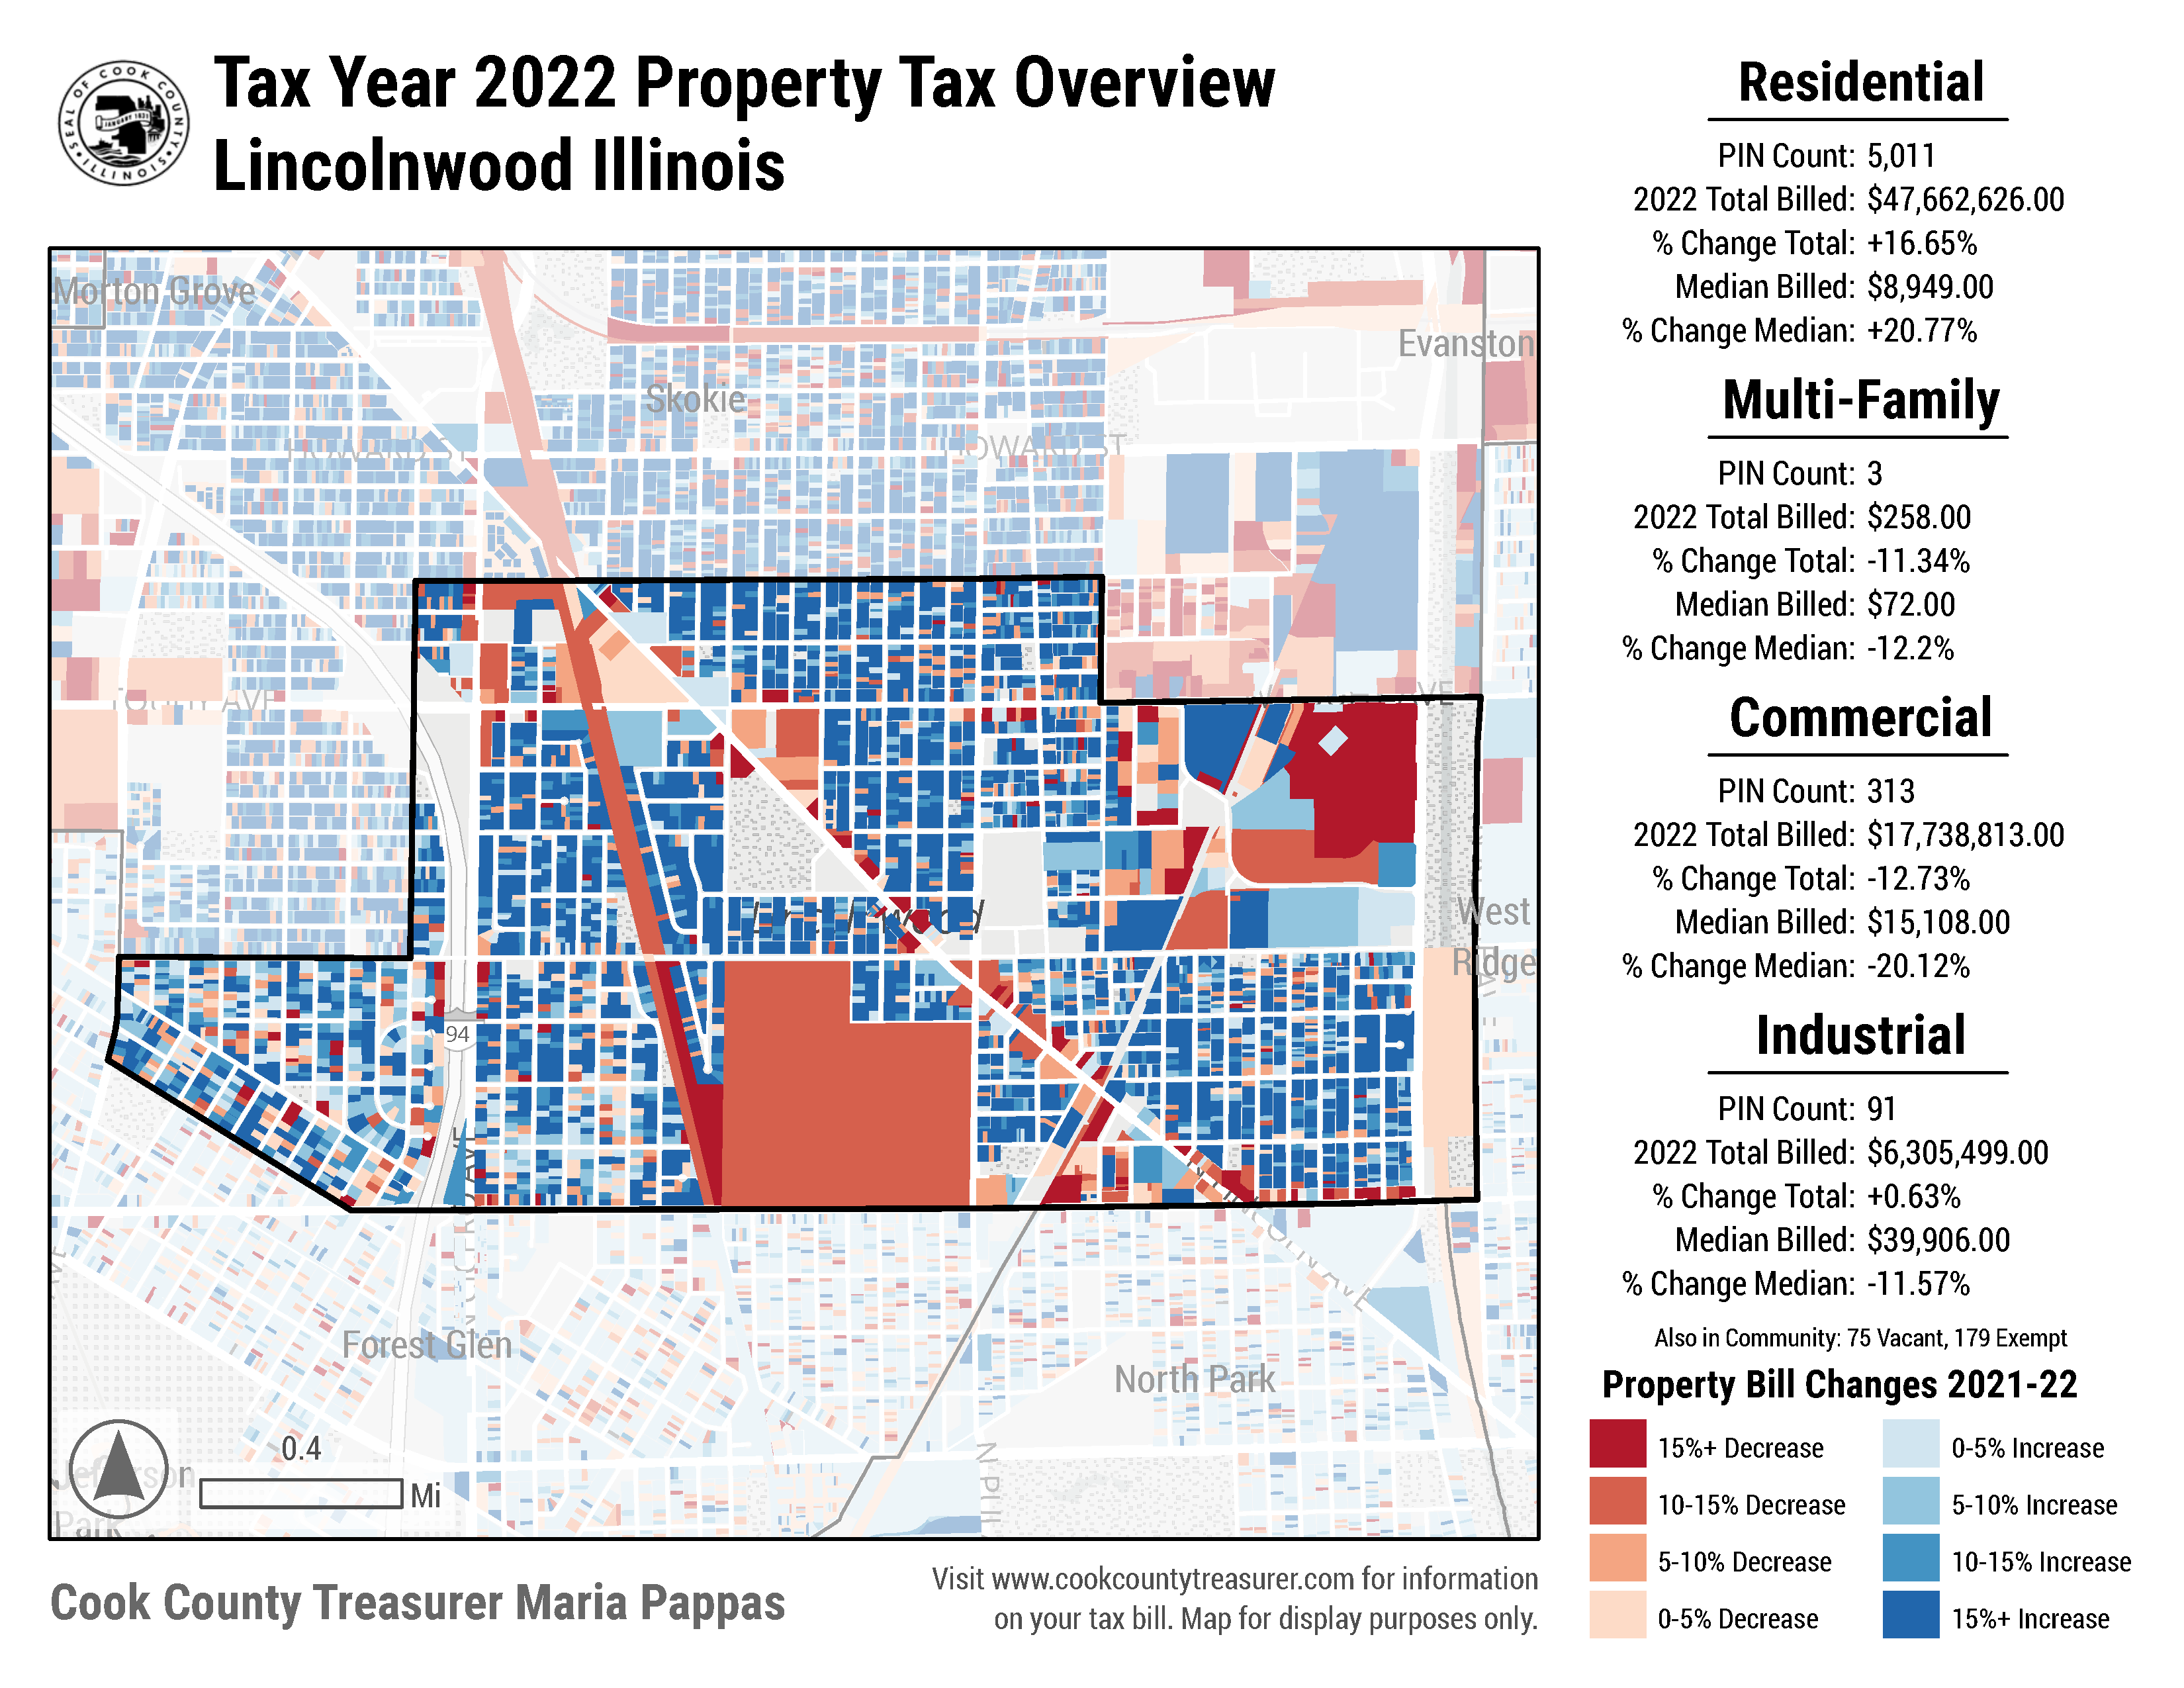 SEAL OF COOK COUNTY
ILLINOIS
JANUARY 1831
Tax Year 2022 Property Tax Overview
Lincolnwood Illinois
Morton Grove
Evanston
Skokie
HOWARD ST
HOWARD ST
TOUHY AVE
AVE
Lincolnwood
West
Ridge
94
Forest Glen
North Park
Jefferson
Park
LINCOLN AVE
0.4
Mi
Cook County Treasurer Maria Pappas
Visit www.cookcountytreasurer.com for information
on your tax bill. Map for display purposes only.
Residential
PIN Count: 5,011
2022 Total Billed: $47,662,626.00
% Change Total: +16.65%
Median Billed: $8,949.00
% Change Median: +20.77%
Multi-Family
PIN Count: 3
2022 Total Billed: $258.00
% Change Total: -11.34%
Median Billed: $72.00
% Change Median: -12.2%
Commercial
PIN Count: 313
2022 Total Billed: $17,738,813.00
% Change Total: -12.73%
Median Billed: $15,108.00
% Change Median: -20.12%
Industrial
PIN Count: 91
2022 Total Billed: $6,305,499.00
% Change Total: +0.63%
Median Billed: $39,906.00
% Change Median: -11.57%
Also in Community: 75 Vacant, 179 Exempt
Property Bill Changes 2021-22
15%+ Decrease
0-5% Increase
10-15% Decrease
5-10% Increase
5-10% Decrease
10-15% Increase
0-5% Decrease
15%+ Increase